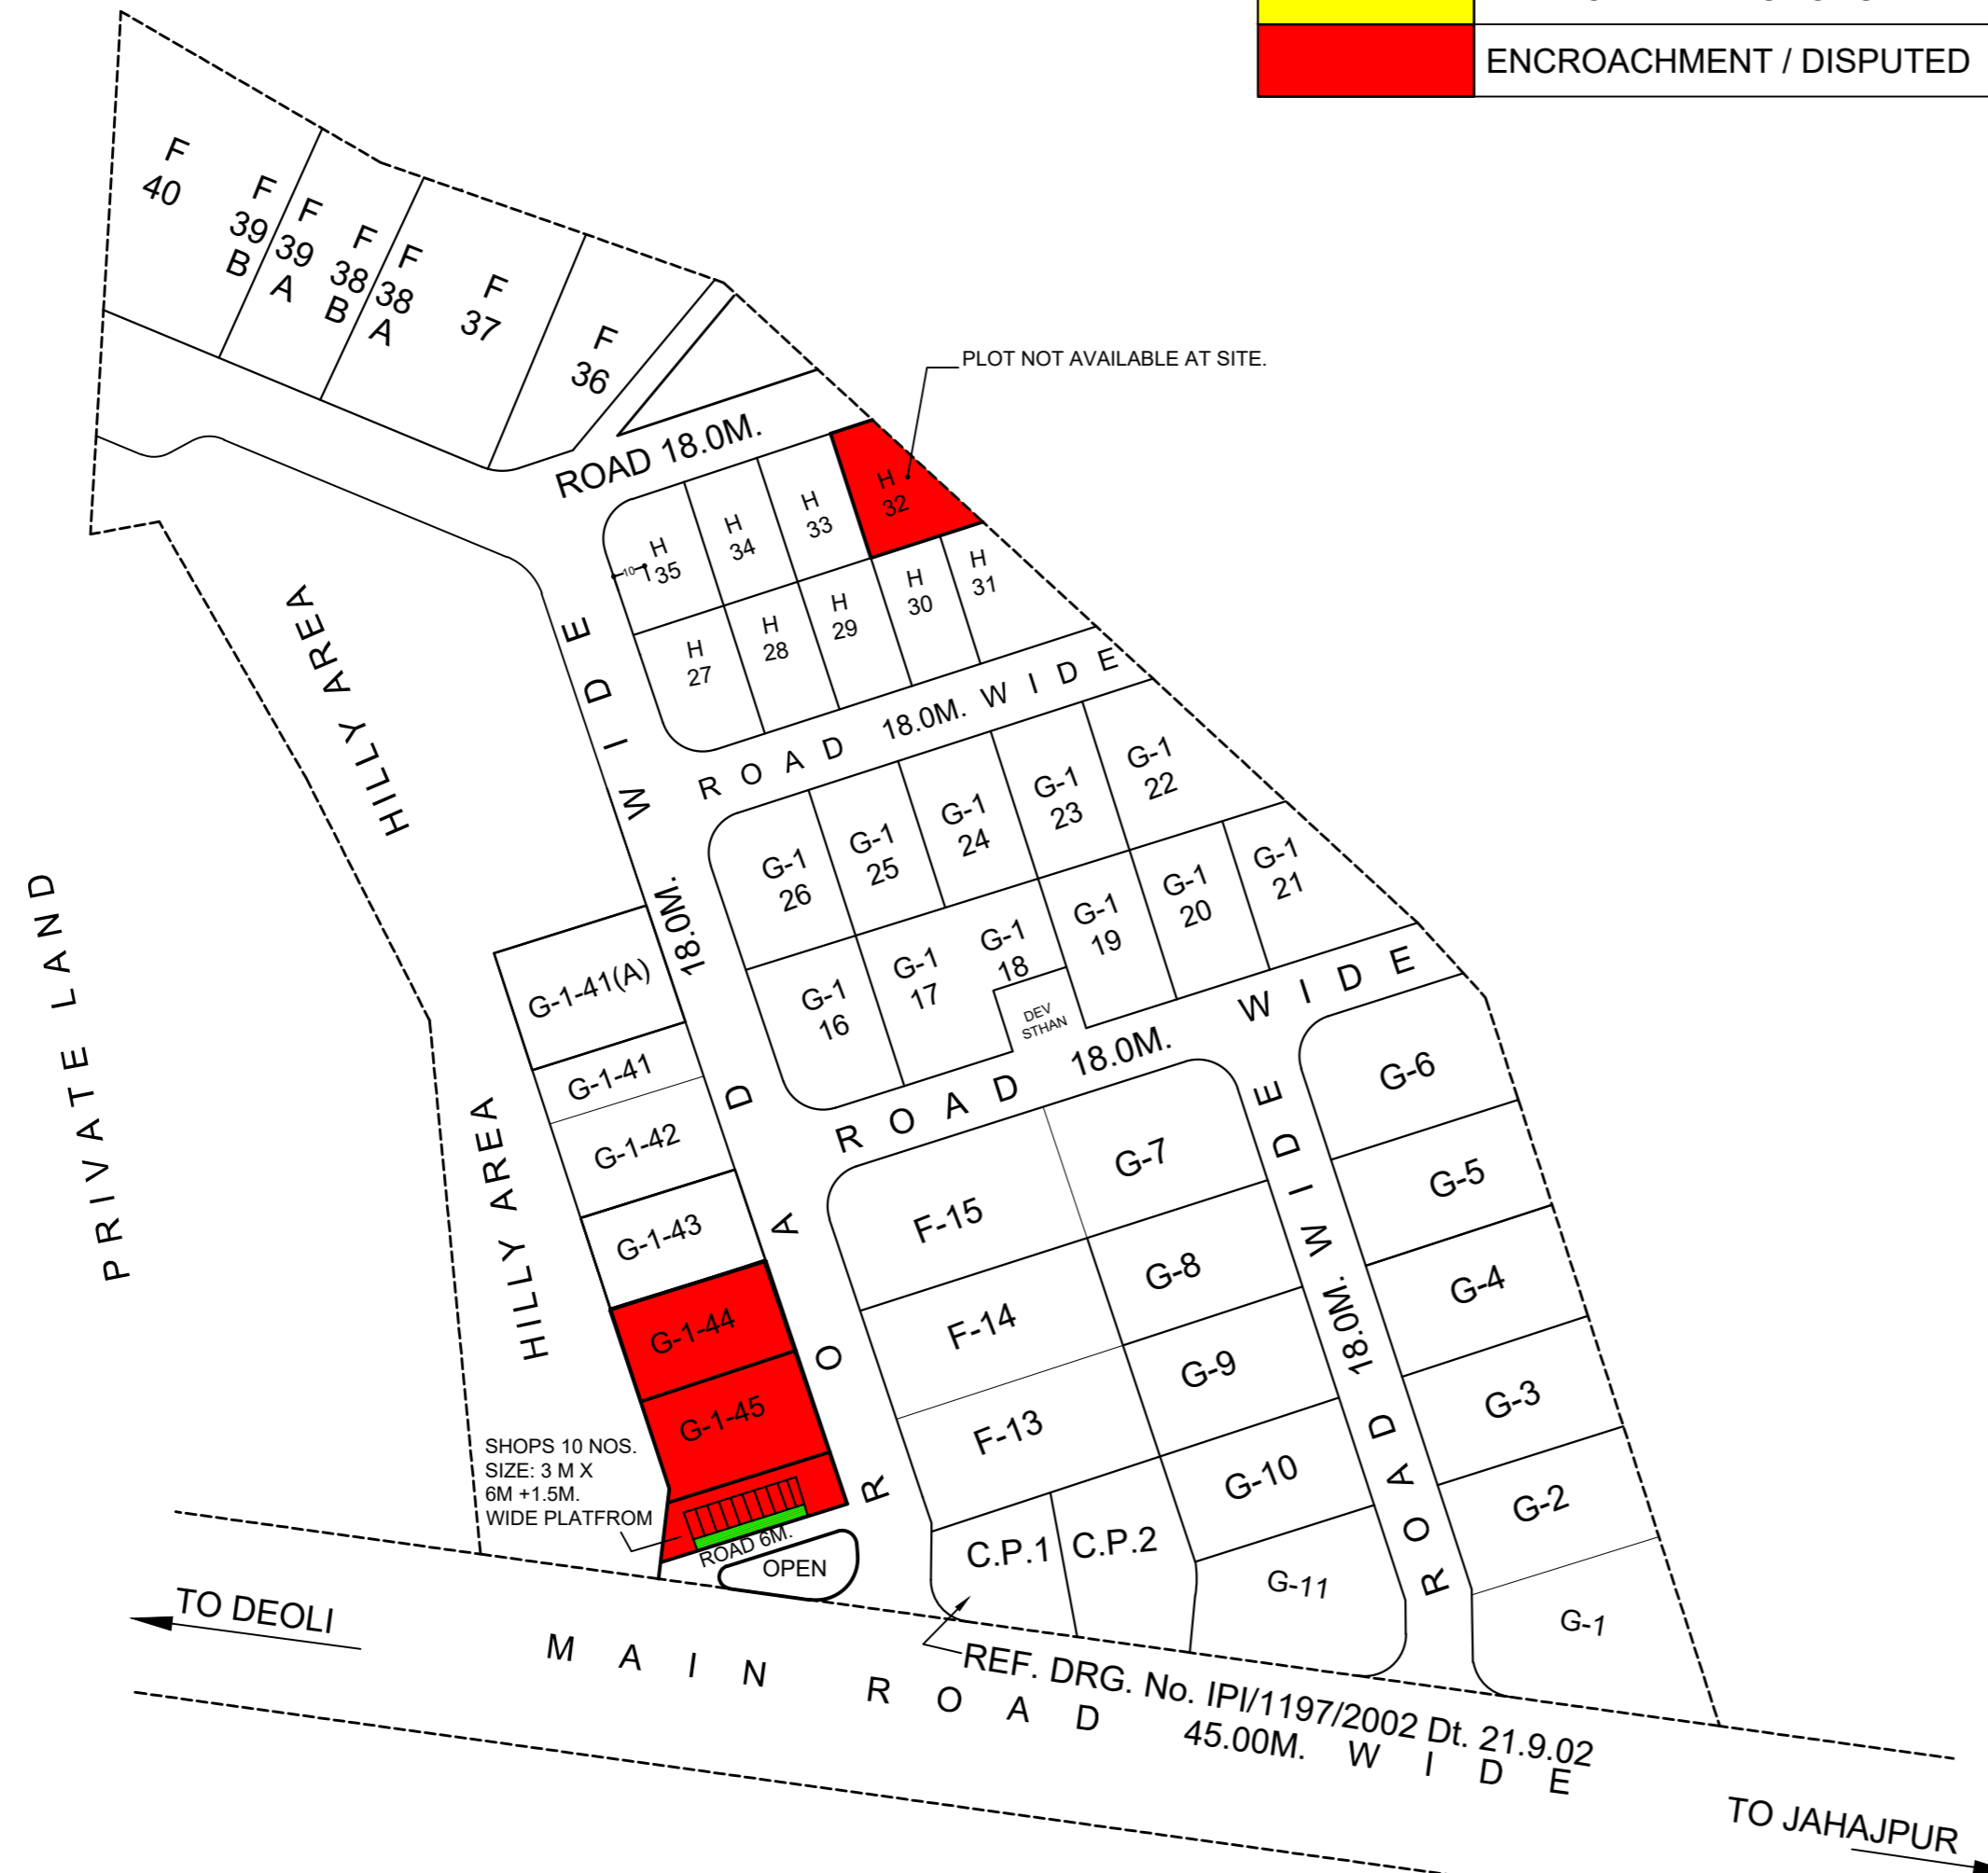 ENCROACHMENT / DISPUTED
F
40
F
39
B
F
39
A
F
38
B
F
38
A
F
37
F
36
PLOT NOT AVAILABLE AT SITE.
ROAD 18.0M.
H
32
H
33
H
34
H
35
10
H
31
H
30
H
29
H
28
H
27
ROAD 18.0M. WIDE
HILLY AREA
G-1
22
G-1
23
G-1
24
G-1
25
G-1
26
G-1
21
G-1
20
G-1
19
G-1
18
G-1
17
G-1
16
DEV
STHAN
ROAD 18.0M. WIDE
ROAD 18.0M. WIDE
PRIVATE LAND
HILLY AREA
G-1-41(A)
G-1-41
G-1-42
G-1-43
G-1-44
G-1-45
SHOPS 10 NOS.
SIZE: 3 M X
6M +1.5M.
WIDE PLATFROM
ROAD 6M.
OPEN
F-15
F-14
F-13
G-7
G-8
G-9
G-10
G-11
C.P.1
C.P.2
ROAD 18.0M. WIDE
G-6
G-5
G-4
G-3
G-2
G-1
TO DEOLI
REF. DRG. No. IPI/1197/2002 Dt. 21.9.02
MAIN ROAD 45.00M. WIDE
TO JAHAJPUR